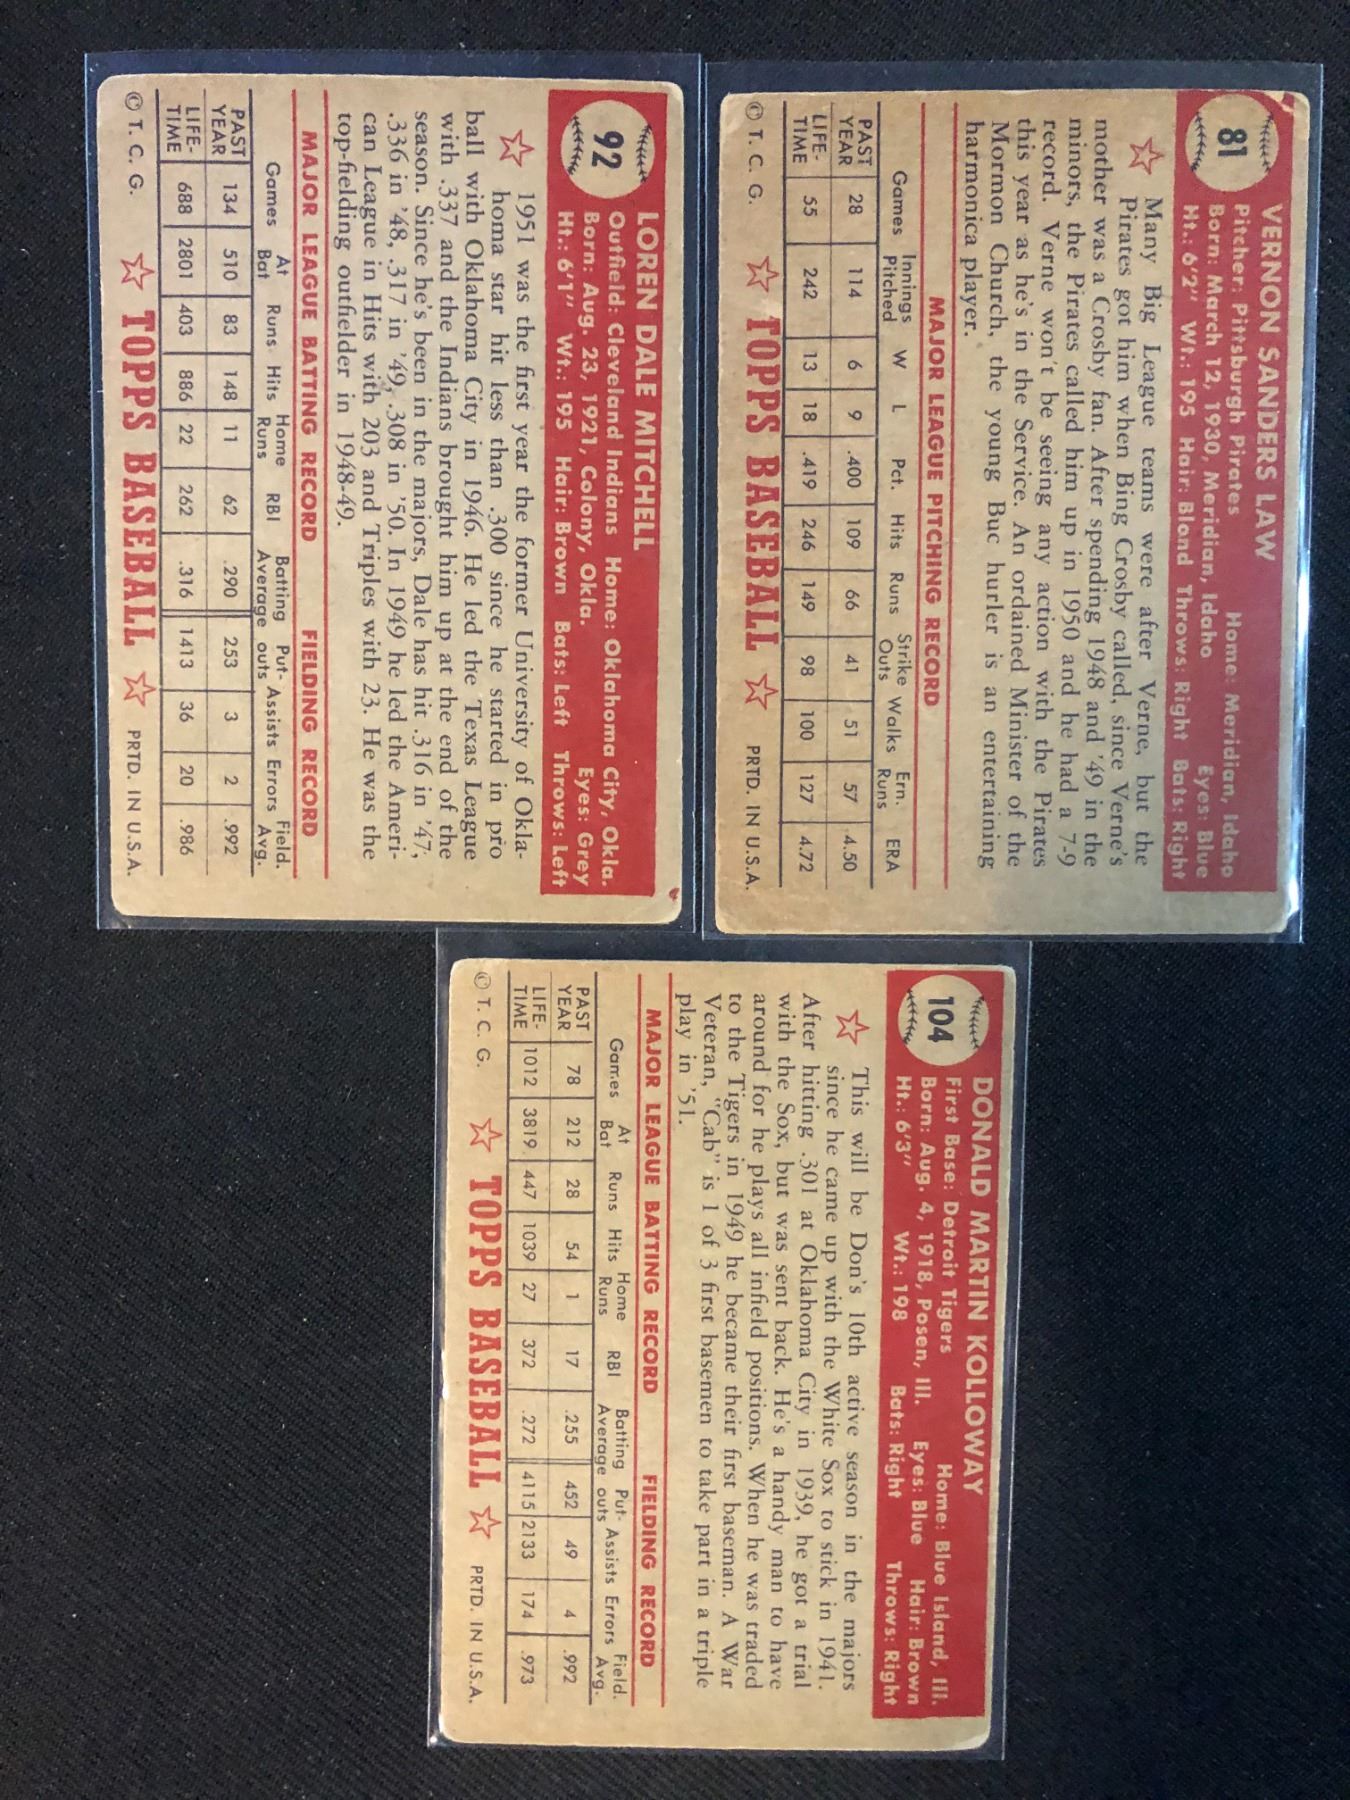 81
VERNON SANDERS LAW
Pitcher: Pittsburgh Pirates Home: Meridian, Idaho
Born: March 12, 1930, Meridian, Idaho Eyes: Blue
Ht.: 6'2" Wt.: 195 Hair: Blond Throws: Right Bats: Right
Many Big League teams were after Verne, but the
Pirates got him when Bing Crosby called, since Verne's
mother was a Crosby fan. After spending 1948 and '49 in the
minors, the Pirates called him up in 1950 and he had a 7-9
record. Verne won't be seeing any action with the Pirates
this year as he's in the Service. An ordained Minister of the
Mormon Church, the young Buc hurler is an entertaining
harmonica player.
MAJOR LEAGUE PITCHING RECORD
Games Innings Pitched W L Pct. Hits Runs Strike Outs Walks Ern. Runs ERA
PAST YEAR 28 114 6 9 .400 109 66 41 51 57 4.50
LIFE- TIME 55 242 13 18 .419 246 149 98 100 127 4.72
© T. C. G. TOPPS BASEBALL PRTD. IN U.S.A.
92
LOREN DALE MITCHELL
Outfield: Cleveland Indians Home: Oklahoma City, Okla.
Born: Aug. 23, 1921, Colony, Okla. Eyes: Grey
Ht.: 6'1" Wt.: 195 Hair: Brown Bats: Left Throws: Left
1951 was the first year the former University of Okla-
homa star hit less than .300 since he started in pro
ball with Oklahoma City in 1946. He led the Texas League
with .337 and the Indians brought him up at the end of the
season. Since he's been in the majors, Dale has hit .316 in '47,
.336 in '48, .317 in '49, .308 in '50. In 1949 he led the Ameri-
can League in Hits with 203 and Triples with 23. He was the
top-fielding outfielder in 1948-49.
MAJOR LEAGUE BATTING RECORD FIELDING RECORD
Games At Bat Runs Hits Home Runs RBI Batting Average Put- outs Assists Errors Field. Avg.
PAST YEAR 134 510 83 148 11 62 .290 253 3 2 .992
LIFE- TIME 688 2801 403 886 22 262 .316 1413 36 20 .986
© T. C. G. TOPPS BASEBALL PRTD. IN U.S.A.
104
DONALD MARTIN KOLLOWAY
First Base: Detroit Tigers Home: Blue Island, Ill.
Born: Aug. 4, 1918, Posen, Ill. Eyes: Blue Hair: Brown
Ht.: 6'3" Wt.: 198 Bats: Right Throws: Right
This will be Don's 10th active season in the majors
since he came up with the White Sox to stick in 1941.
After hitting .301 at Oklahoma City in 1939, he got a trial
with the Sox, but was sent back. He's a handy man to have
around for he plays all infield positions. When he was traded
to the Tigers in 1949 he became their first baseman. A War
Veteran, "Cab" is 1 of 3 first basemen to take part in a triple
play in '51.
MAJOR LEAGUE BATTING RECORD FIELDING RECORD
Games At Bat Runs Hits Home Runs RBI Batting Average Put- outs Assists Errors Field. Avg.
PAST YEAR 78 212 28 54 1 17 .255 452 49 4 .992
LIFE- TIME 1012 3819 447 1039 27 372 .272 4115 2133 174 .973
© T. C. G. TOPPS BASEBALL PRTD. IN U.S.A.